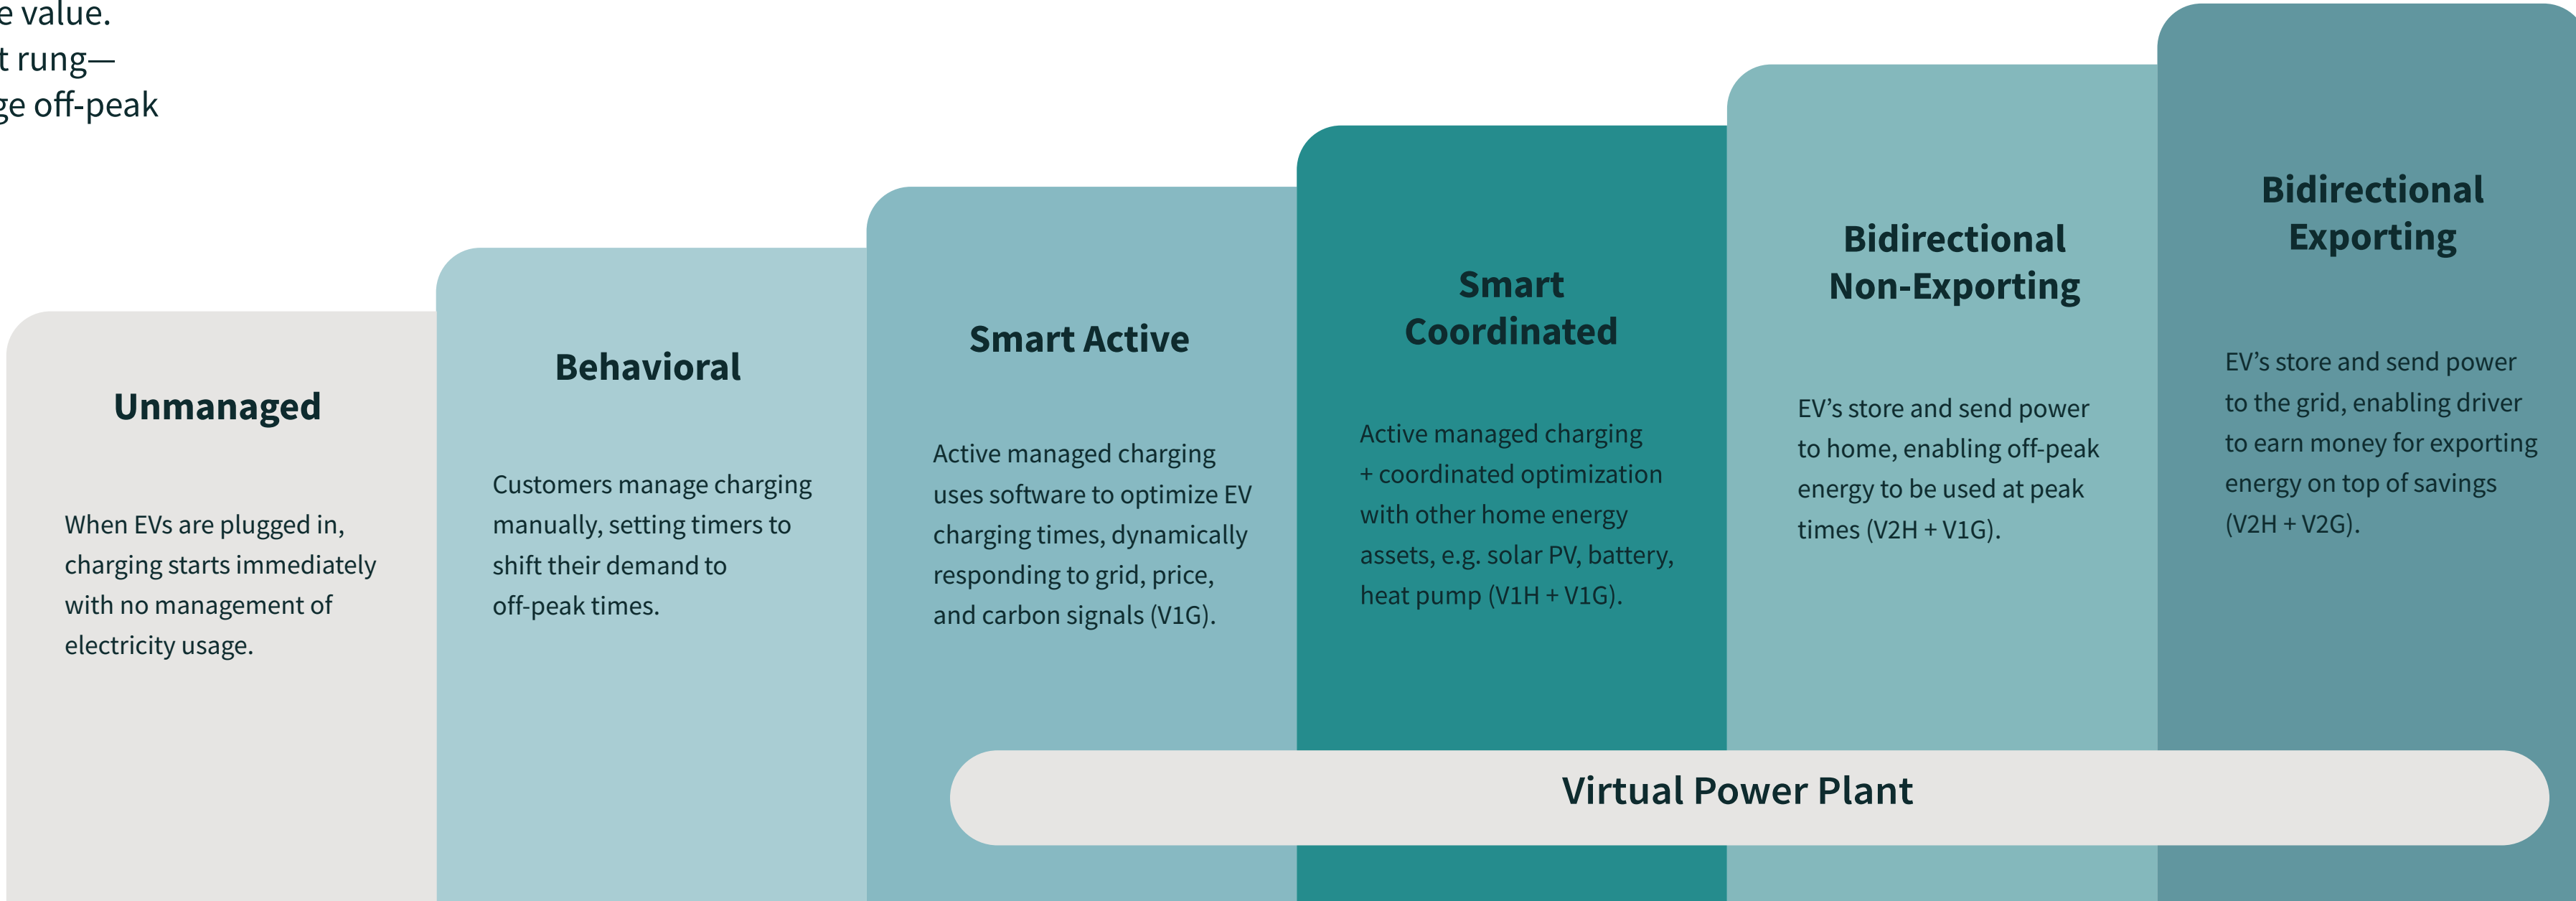 e value.
t rung—
ge off-peak
Unmanaged
When EVs are plugged in,
charging starts immediately
with no management of
electricity usage.
Behavioral
Customers manage charging
manually, setting timers to
shift their demand to
off-peak times.
Smart Active
Active managed charging
uses software to optimize EV
charging times, dynamically
responding to grid, price,
and carbon signals (V1G).
Smart
Coordinated
Active managed charging
+ coordinated optimization
with other home energy
assets, e.g. solar PV, battery,
heat pump (V1H + V1G).
Bidirectional
Non-Exporting
EV’s store and send power
to home, enabling off-peak
energy to be used at peak
times (V2H + V1G).
Bidirectional
Exporting
EV’s store and send power
to the grid, enabling driver
to earn money for exporting
energy on top of savings
(V2H + V2G).
Virtual Power Plant